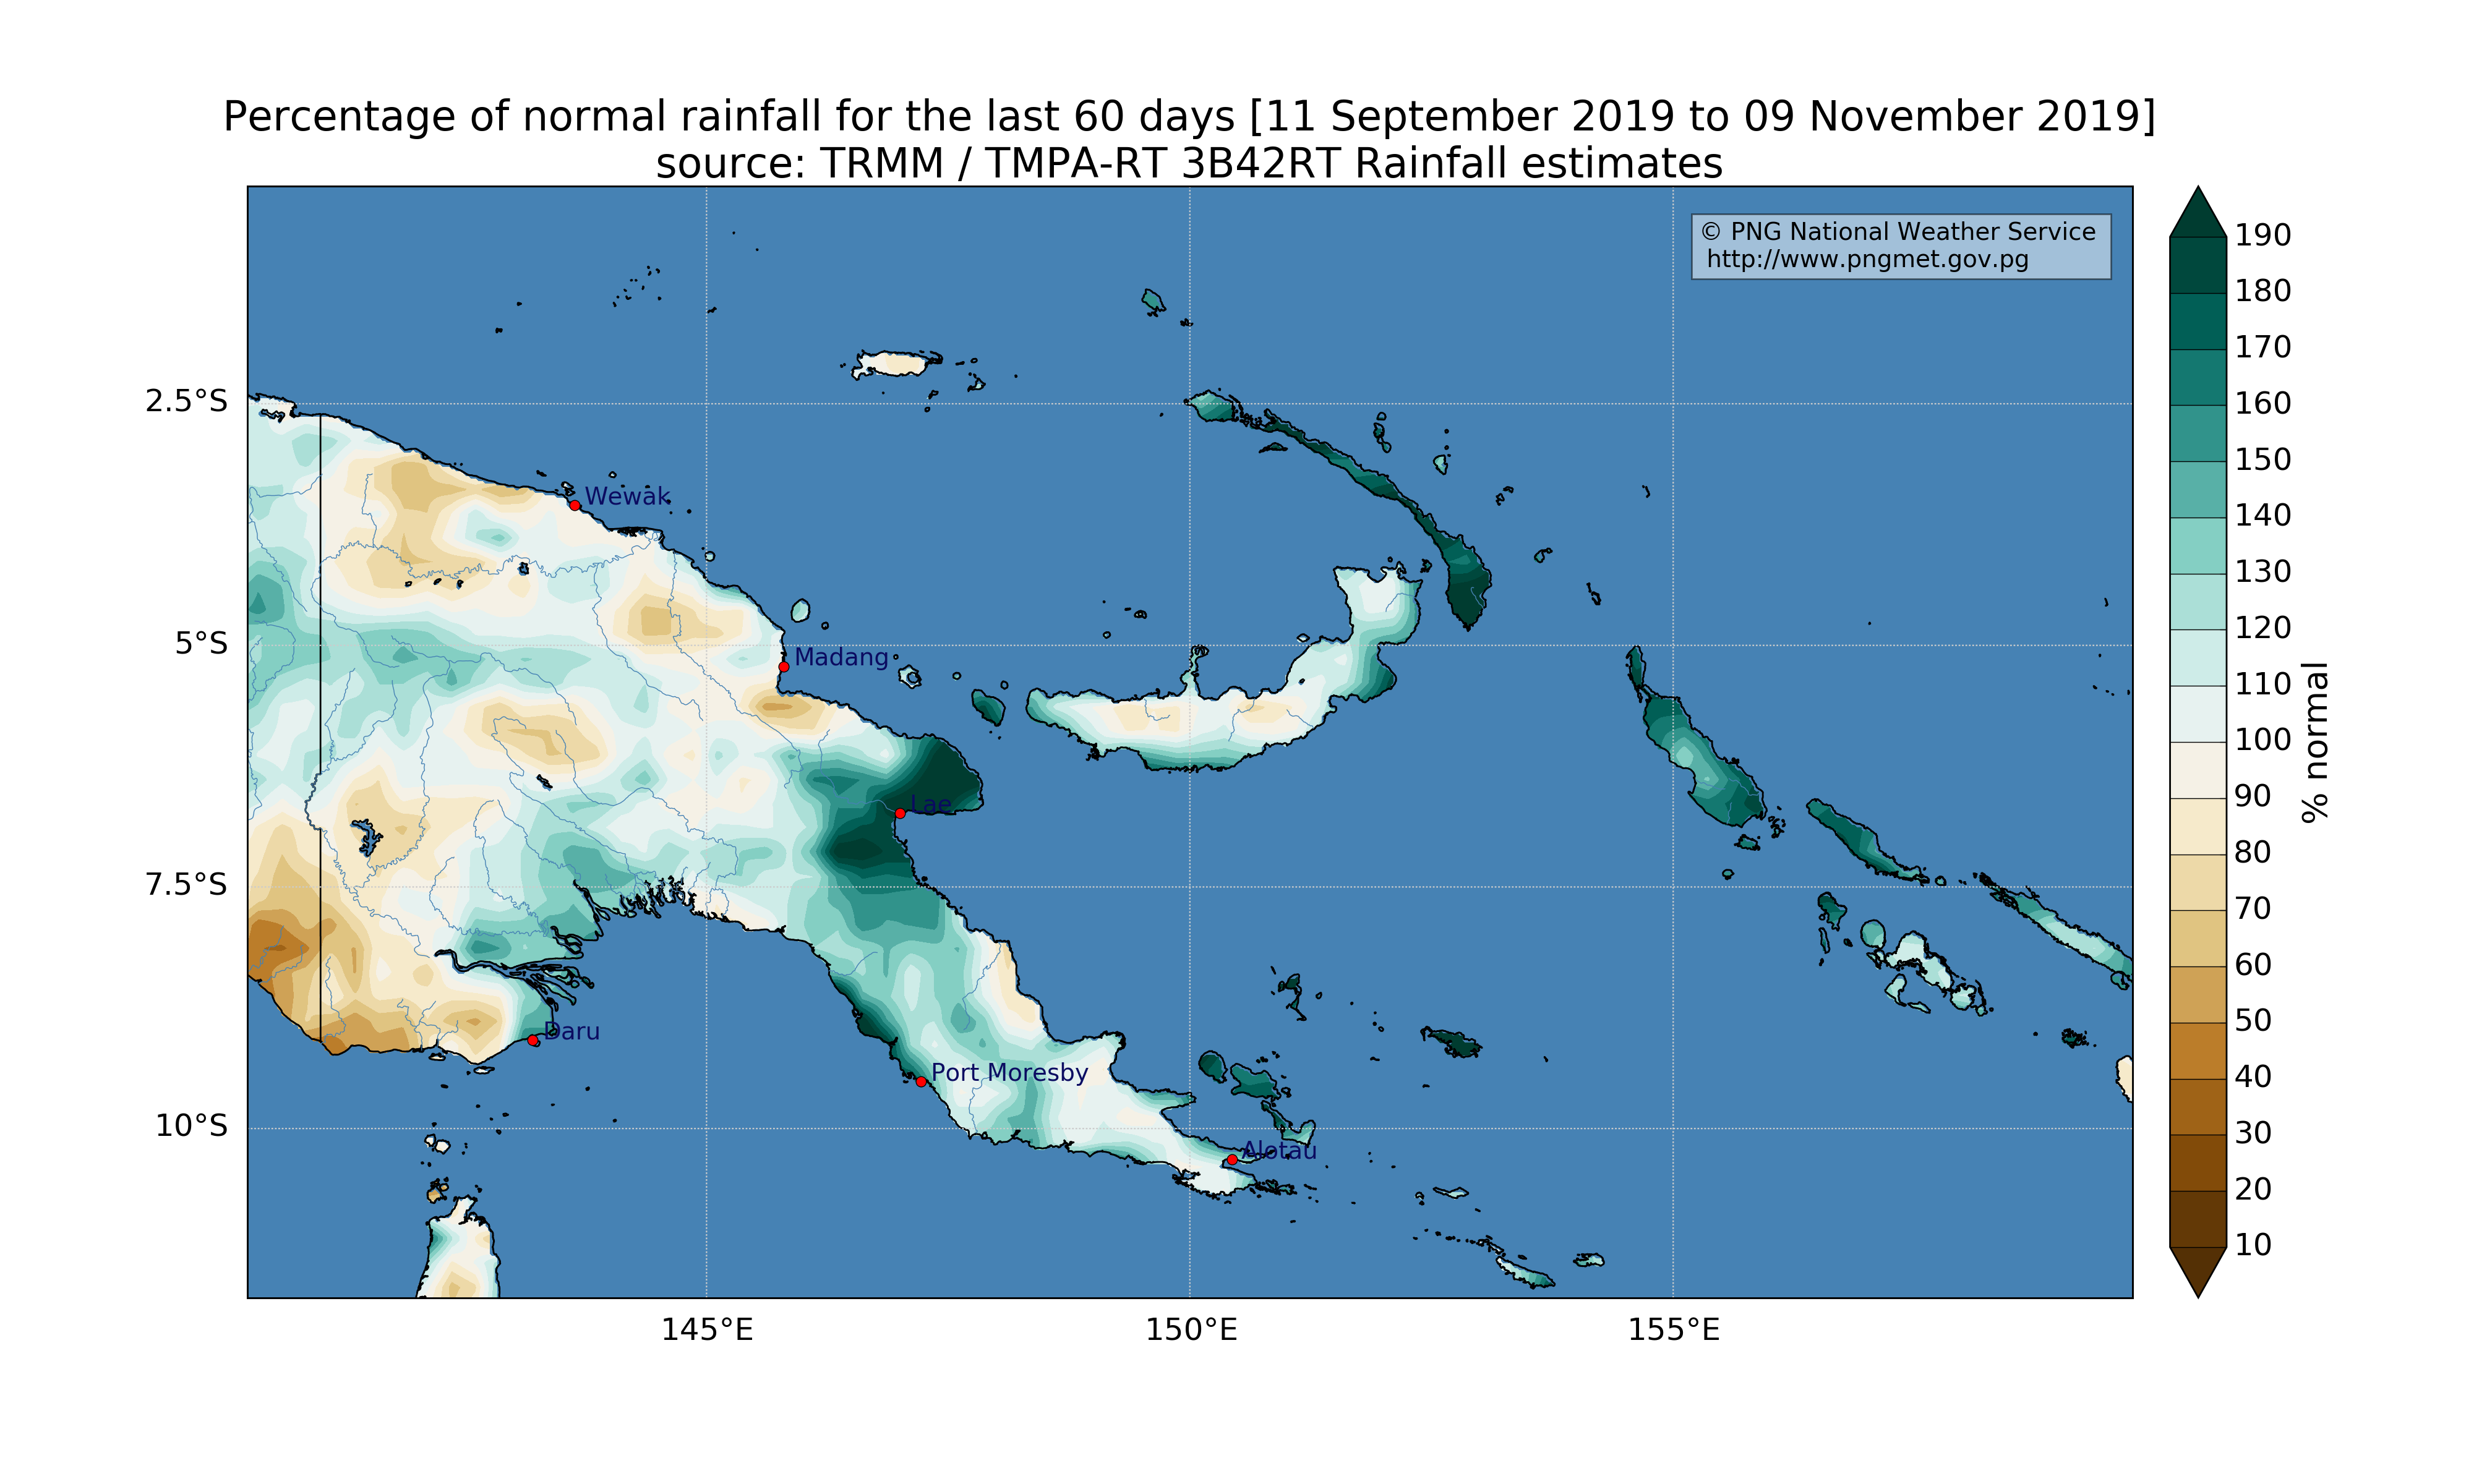 Percentage of normal rainfall for the last 60 days [11 September 2019 to 09 November 2019]
source: TRMM / TMPA-RT 3B42RT Rainfall estimates
© PNG National Weather Service
http://www.pngmet.gov.pg
2.5°S
5°S
7.5°S
10°S
145°E
150°E
155°E
Wewak
Madang
Lae
Daru
Port Moresby
Alotau
190
180
170
160
150
140
130
120
110
100
90
80
70
60
50
40
30
20
10
% normal